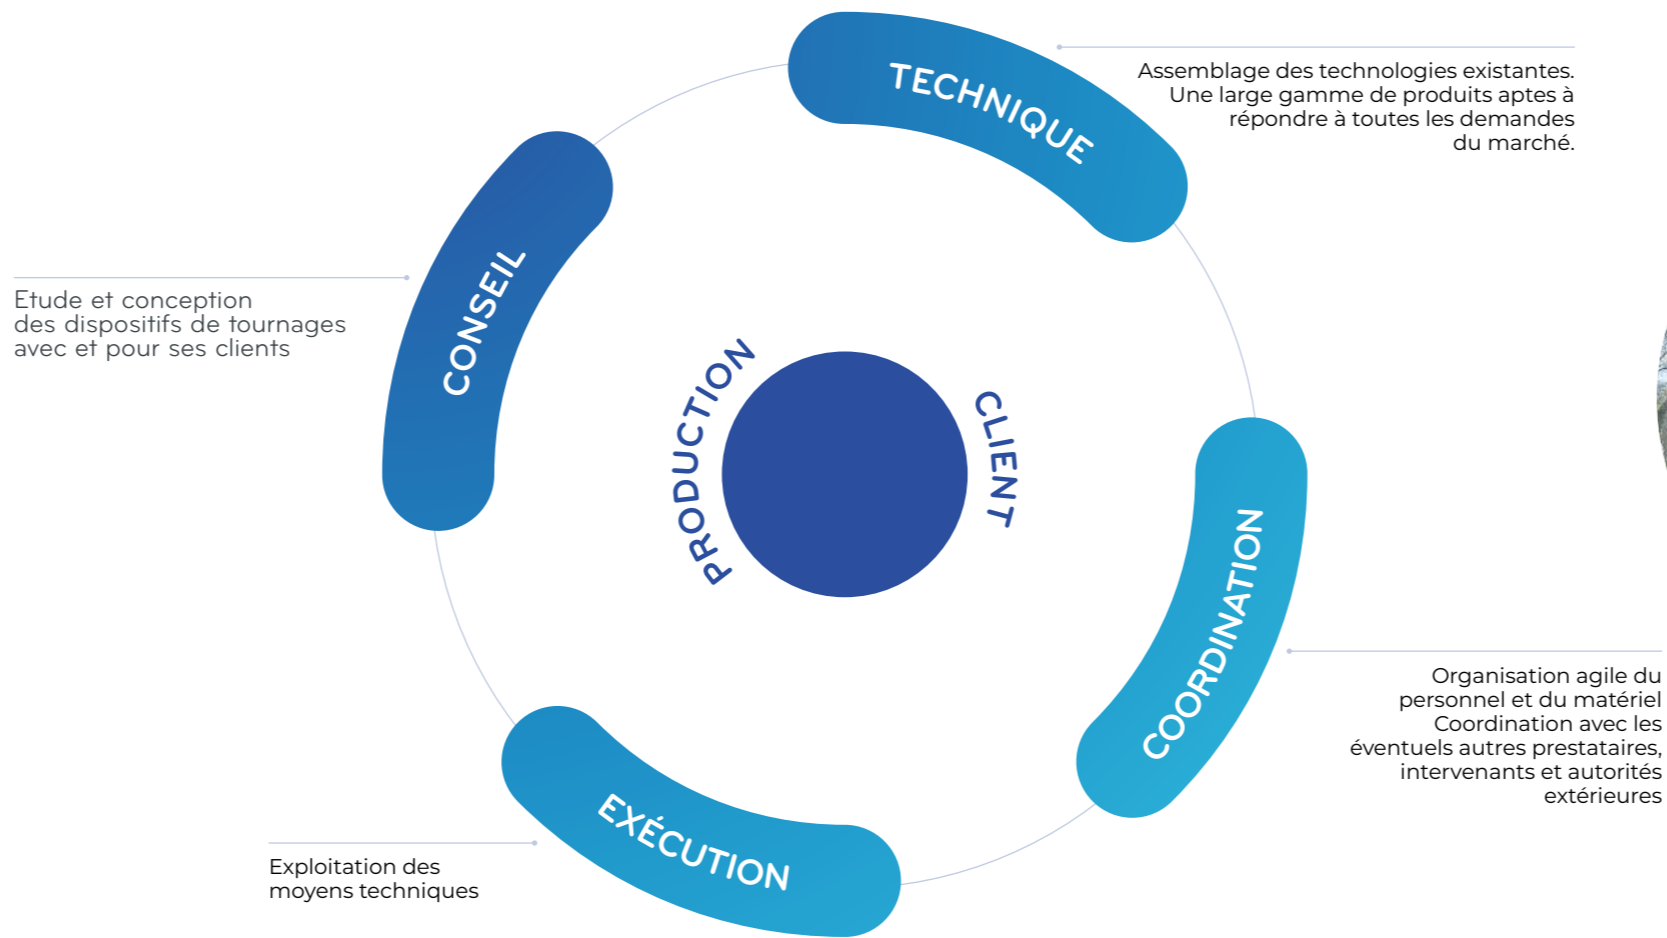 TECHNIQUE
Assemblage des technologies existantes.
Une large gamme de produits aptes à
répondre à toutes les demandes
du marché.
CONSEIL
Etude et conception
des dispositifs de tournages
avec et pour ses clients
PRODUCTION
CLIENT
COORDINATION
Organisation agile du
personnel et du matériel
Coordination avec les
éventuels autres prestataires,
intervenants et autorités
extérieures
EXÉCUTION
Exploitation des
moyens techniques